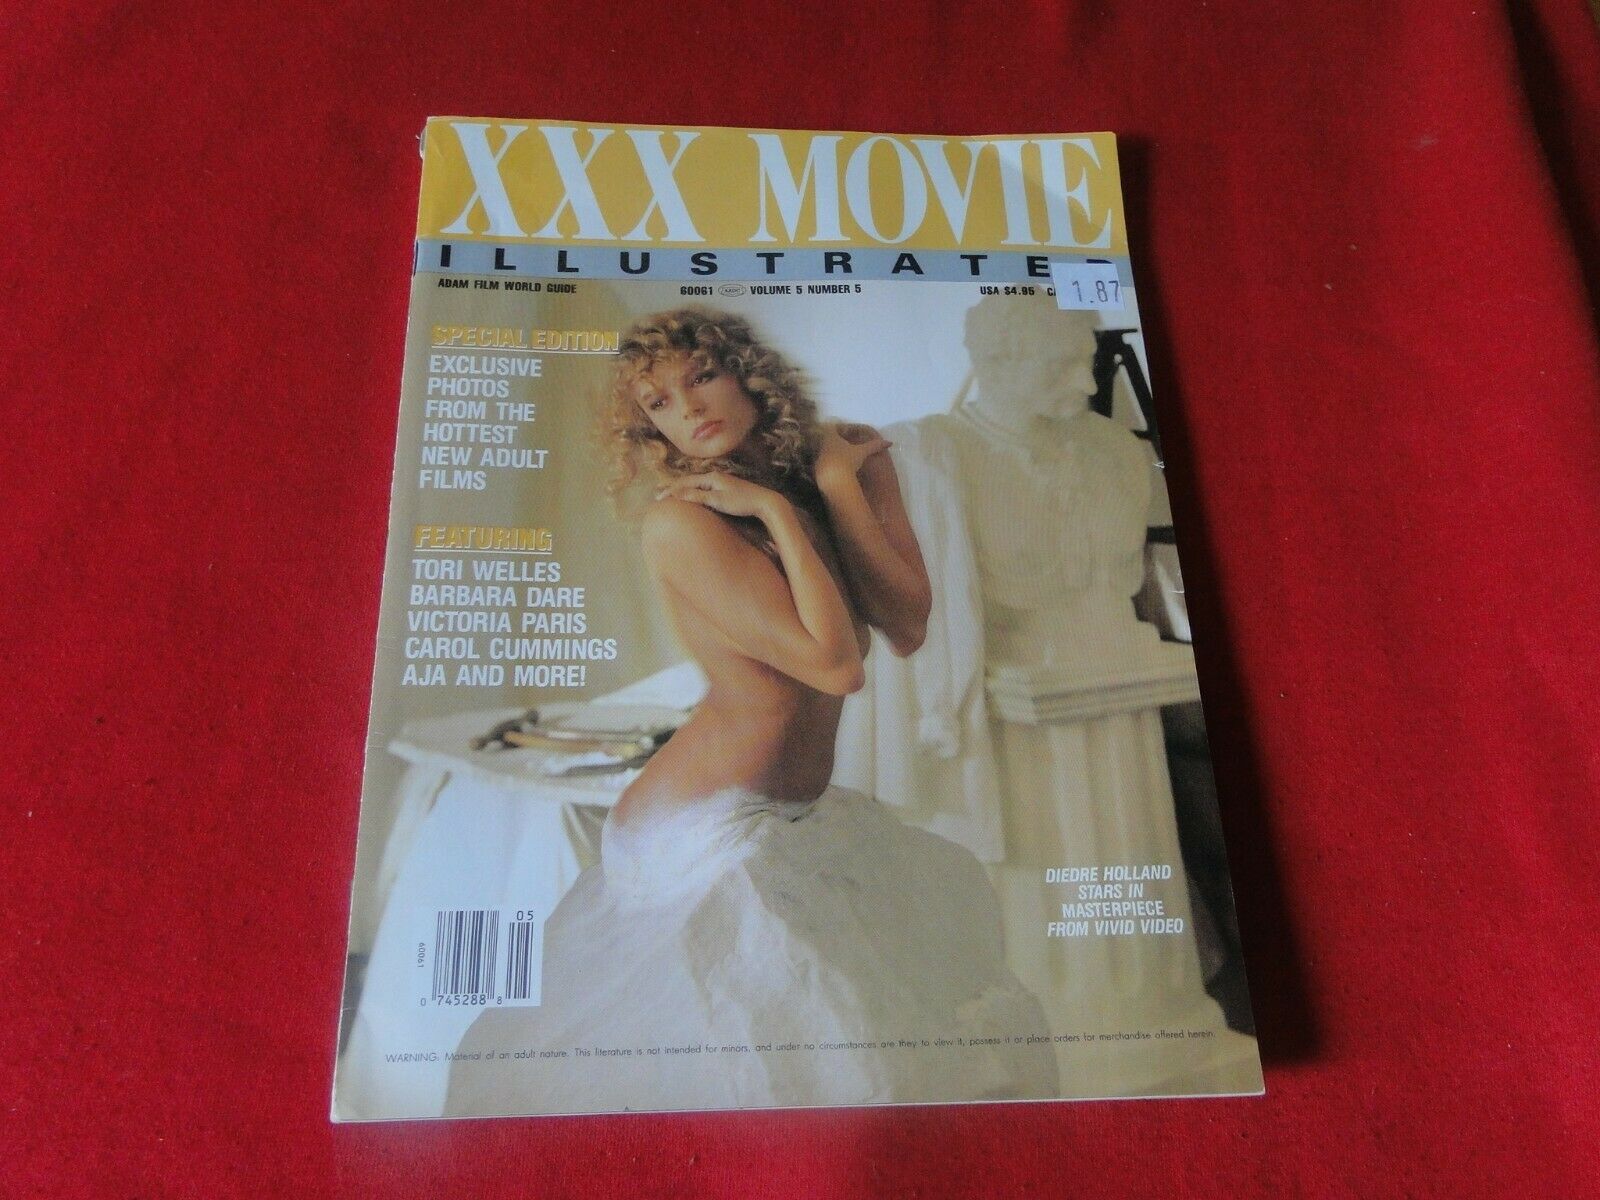 XXX MOVIE
ILLUSTRATED
ADAM FILM WORLD GUIDE 60061 VOLUME 5 NUMBER 5 USA $4.95
1.87
SPECIAL EDITION
EXCLUSIVE
PHOTOS
FROM THE
HOTTEST
NEW ADULT
FILMS
FEATURING
TORI WELLES
BARBARA DARE
VICTORIA PARIS
CAROL CUMMINGS
AJA AND MORE!
DIEDRE HOLLAND
STARS IN
MASTERPIECE
FROM VIVID VIDEO
05
60061
0 745288 8
WARNING: Material of an adult nature. This literature is not intended for minors, and under no circumstances are they to view it, possess it or place orders for merchandise offered herein.